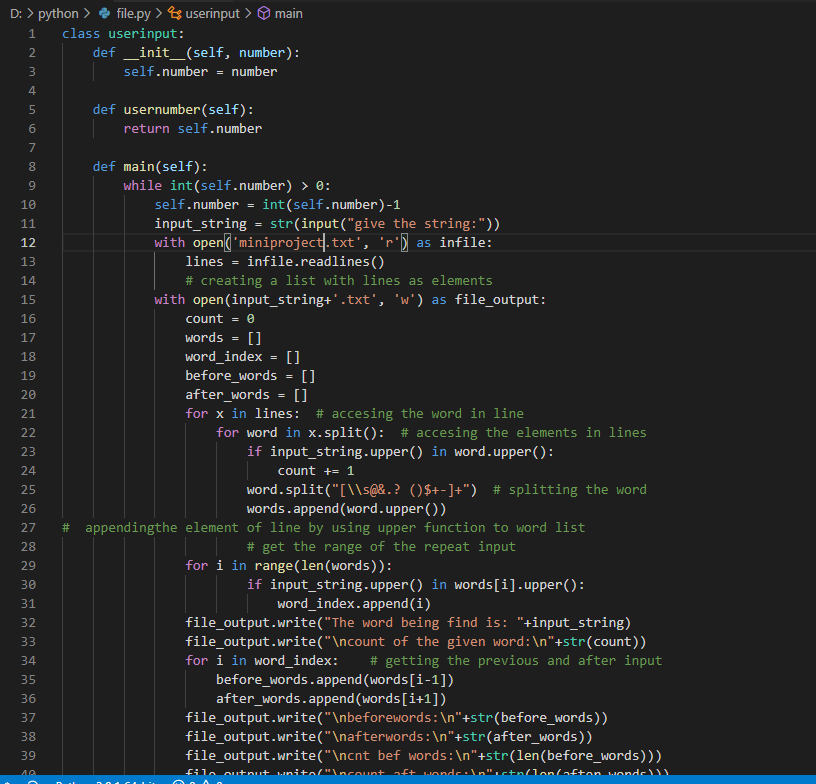 D: > python > file.py > userinput > main
1 class userinput:
2     def __init__(self, number):
3         self.number = number
4
5     def usernumber(self):
6         return self.number
7
8     def main(self):
9         while int(self.number) > 0:
10             self.number = int(self.number)-1
11             input_string = str(input("give the string:"))
12             with open('miniproject.txt', 'r') as infile:
13                 lines = infile.readlines()
14                 # creating a list with lines as elements
15             with open(input_string+'.txt', 'w') as file_output:
16                 count = 0
17                 words = []
18                 word_index = []
19                 before_words = []
20                 after_words = []
21                 for x in lines:  # accesing the word in line
22                     for word in x.split():  # accesing the elements in lines
23                         if input_string.upper() in word.upper():
24                             count += 1
25                         word.split("[\\s@&.? ()$+-]+")  # splitting the word
26                         words.append(word.upper())
27 #  appendingthe element of line by using upper function to word list
28                         # get the range of the repeat input
29                 for i in range(len(words)):
30                         if input_string.upper() in words[i].upper():
31                             word_index.append(i)
32                 file_output.write("The word being find is: "+input_string)
33                 file_output.write("\ncount of the given word:\n"+str(count))
34                 for i in word_index:    # getting the previous and after input
35                     before_words.append(words[i-1])
36                     after_words.append(words[i+1])
37                 file_output.write("\nbeforewords:\n"+str(before_words))
38                 file_output.write("\nafterwords:\n"+str(after_words))
39                 file_output.write("\ncnt bef words:\n"+str(len(before_words)))
40                 file_output.write("\ncount aft words:\n"+str(len(after_words)))